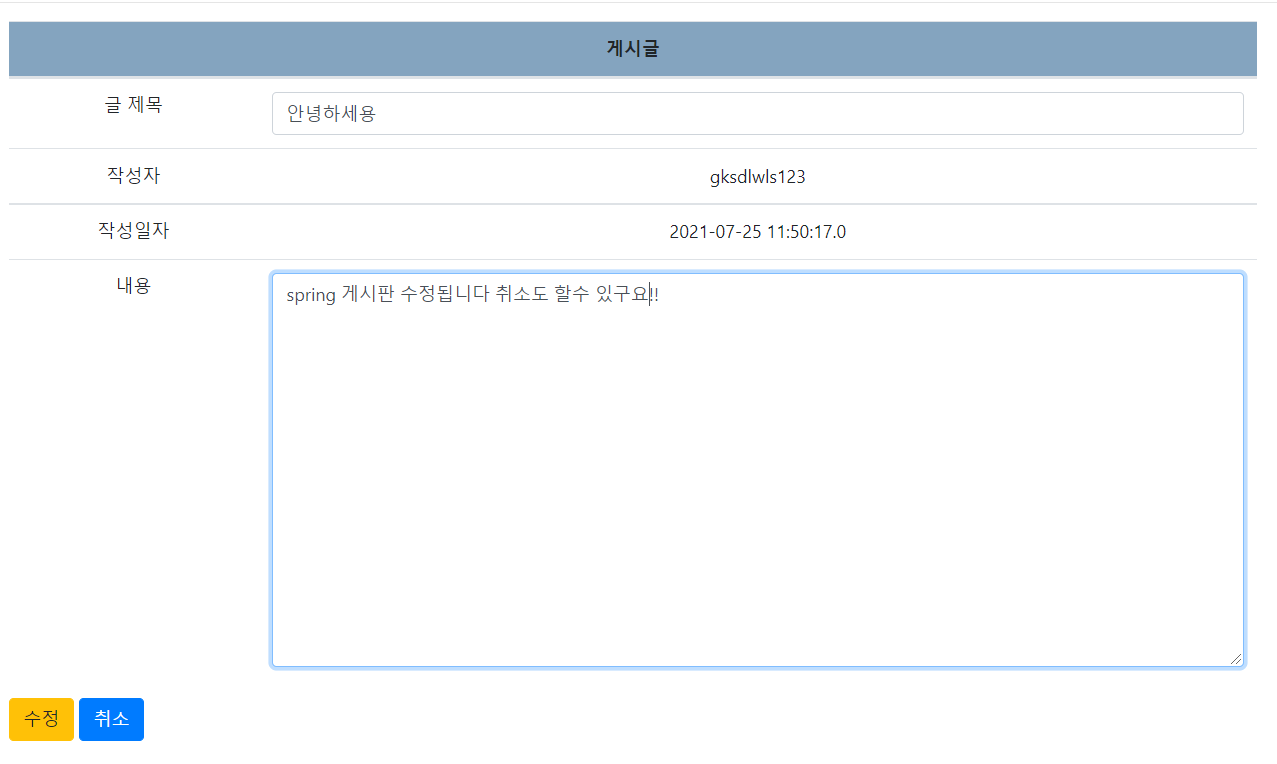 게시글
글 제목
안녕하세용
작성자
gksdlwls123
작성일자
2021-07-25 11:50:17.0
내용
spring 게시판 수정됩니다 취소도 할수 있구요!!
수정 취소